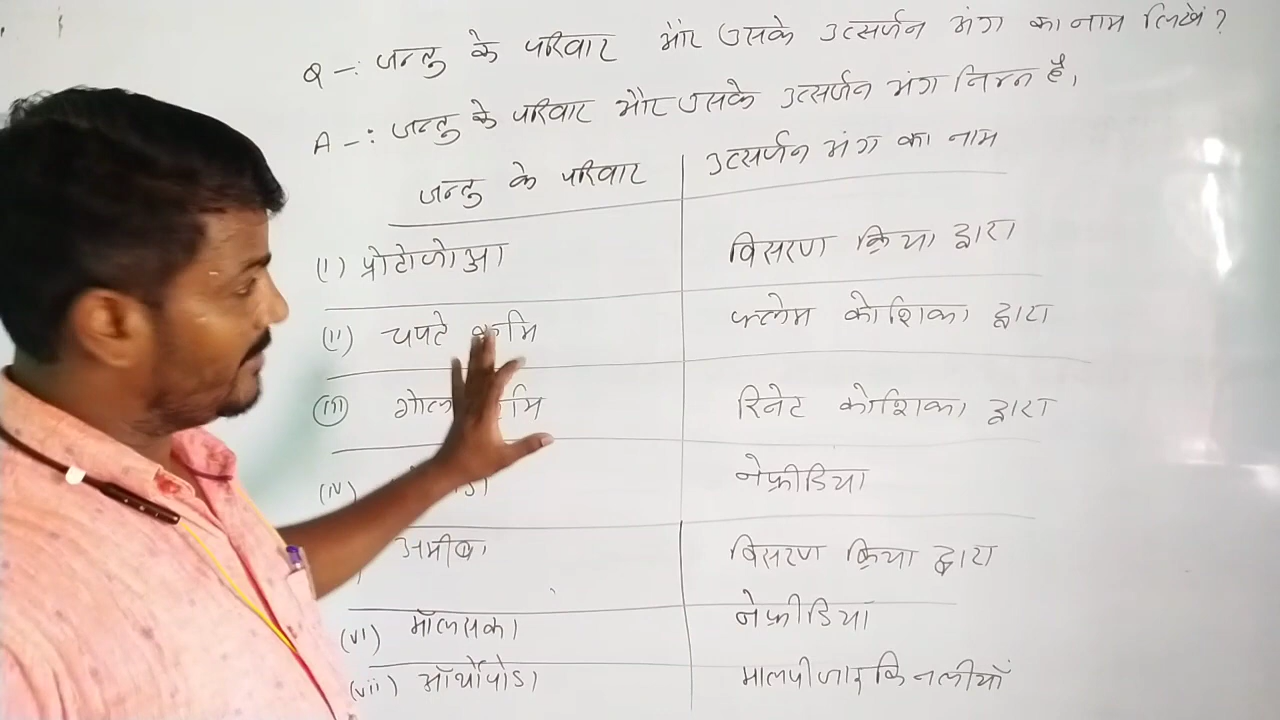 Q -: जन्तु के परिवार और उसके उत्सर्जन अंग का नाम लिखें?
A -: जन्तु के परिवार और उसके उत्सर्जन अंग निम्न है,
जन्तु के परिवार उत्सर्जन अंग का नाम
(i) प्रोटोजोआ विसरण क्रिया द्वारा
(ii) चपटे कृमि फ्लेम कोशिका द्वारा
(iii) गोल कृमि रिनेट कोशिका द्वारा
(iv) नेफ्रीडिया
अमीबा विसरण क्रिया द्वारा
(vi) मॉलसका नेफ्रीडिया
(vii) ऑर्थोपोडा मालपीजाइकि नलीयाँ